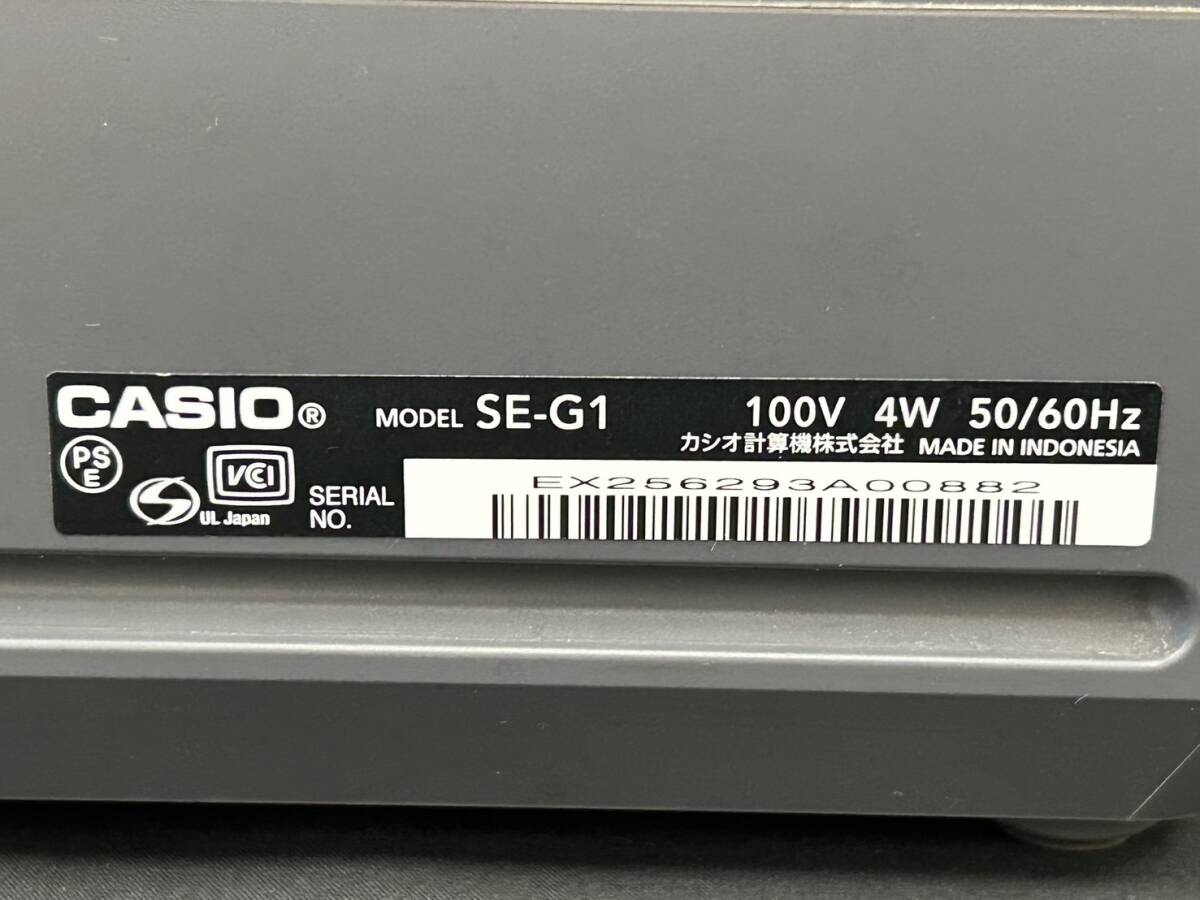 CASIO® MODEL SE-G1 100V 4W 50/60Hz
カシオ計算機株式会社 MADE IN INDONESIA
PS
E
VCI
S
UL Japan
SERIAL
NO.
EX256293A00882